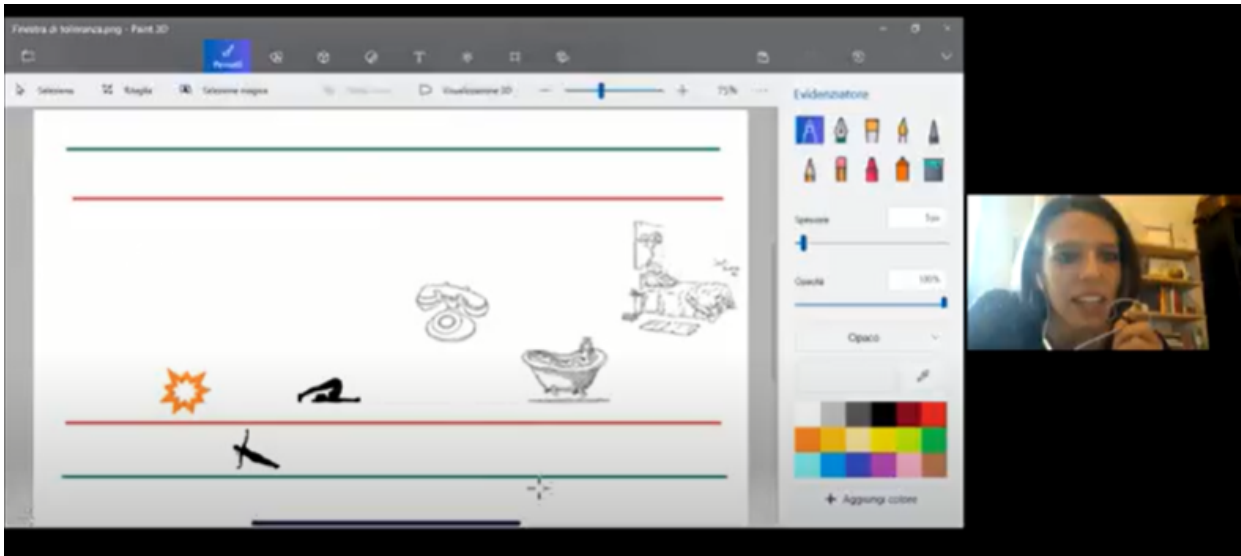 Finestra di tolleranza.png - Paint 3D
Pennelli
Seleziona Ritaglia Selezione magica Visualizzazione 3D 75%
Evidenziatore
Spessore 5px
Opacità 100%
Opaco
Aggiungi colore